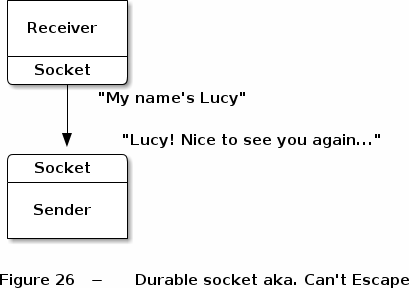 Receiver
Socket
"My name's Lucy"
"Lucy! Nice to see you again..."
Socket
Sender
Figure 26 – Durable socket aka. Can't Escape